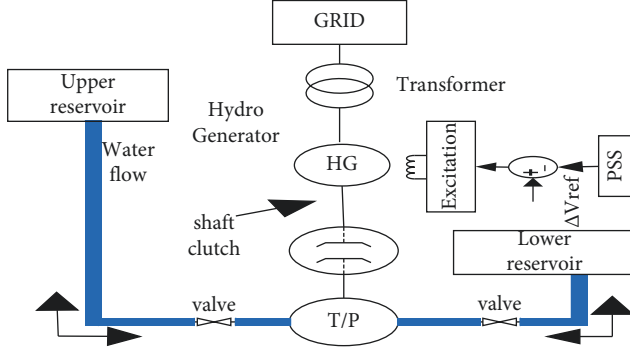 GRID
Upper
reservoir
Transformer
Hydro
Generator
Water
flow
HG
Excitation
+
-
PSS
ΔVref
shaft
clutch
Lower
reservoir
valve
T/P
valve